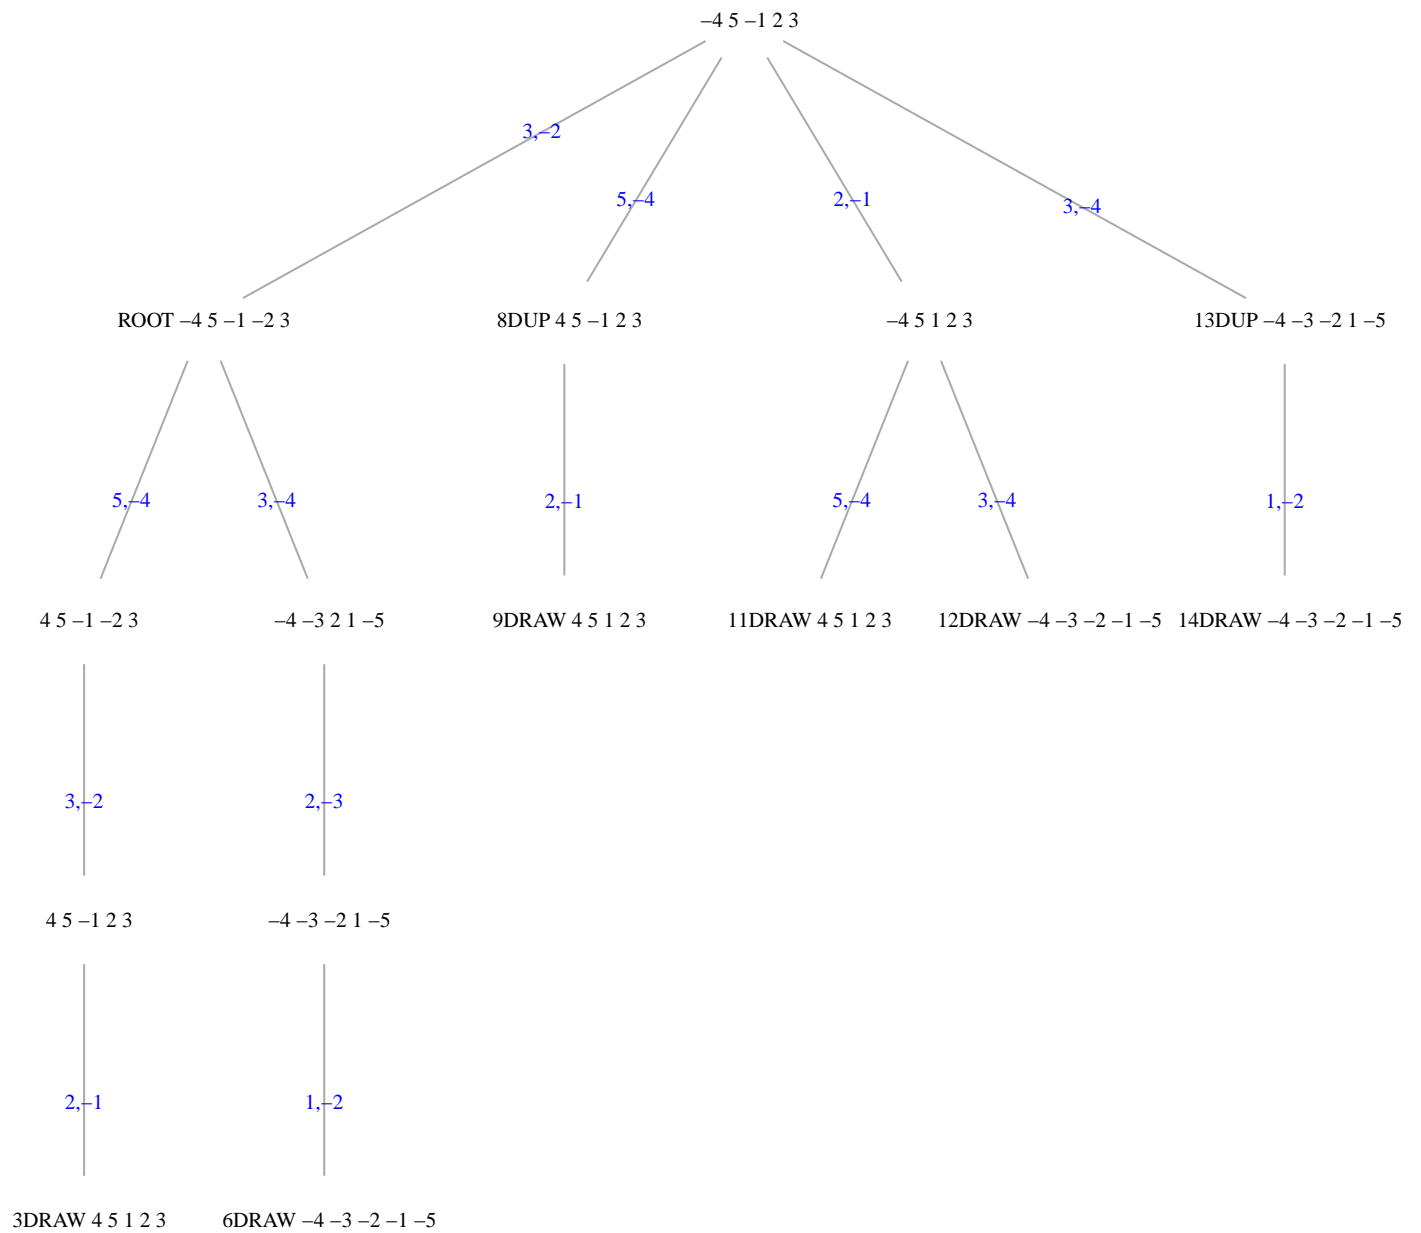 –4 5 –1 2 3
3,–2
5,–4
2,–1
3,–4
ROOT –4 5 –1 –2 3
8DUP 4 5 –1 2 3
–4 5 1 2 3
13DUP –4 –3 –2 1 –5
5,–4
3,–4
2,–1
5,–4
3,–4
1,–2
4 5 –1 –2 3
–4 –3 2 1 –5
9DRAW 4 5 1 2 3
11DRAW 4 5 1 2 3
12DRAW –4 –3 –2 –1 –5
14DRAW –4 –3 –2 –1 –5
3,–2
2,–3
4 5 –1 2 3
–4 –3 –2 1 –5
2,–1
1,–2
3DRAW 4 5 1 2 3
6DRAW –4 –3 –2 –1 –5